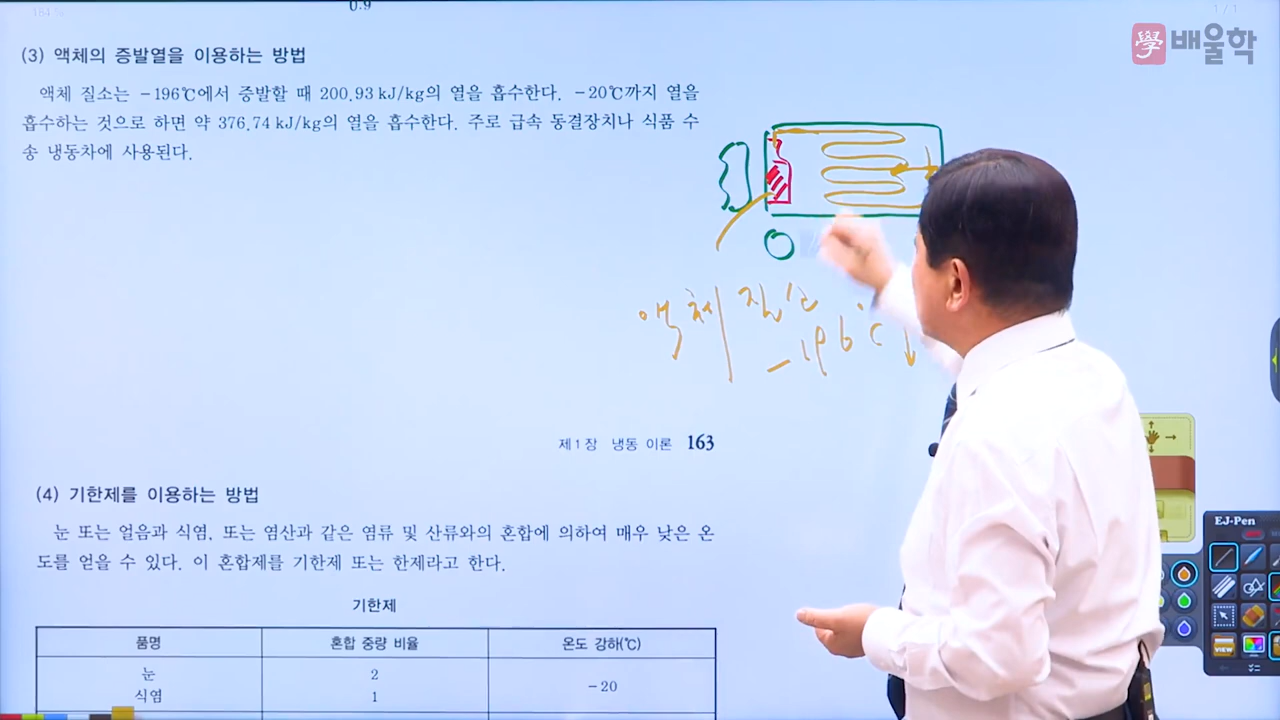 0.9
1 / 1
學 배울학
(3) 액체의 증발열을 이용하는 방법
액체 질소는 -196℃에서 증발할 때 200.93 kJ/kg의 열을 흡수한다. -20℃까지 열을
흡수하는 것으로 하면 약 376.74 kJ/kg의 열을 흡수한다. 주로 급속 동결장치나 식품 수
송 냉동차에 사용된다.
액체 질소
-196℃
제 1 장 냉동 이론 163
(4) 기한제를 이용하는 방법
눈 또는 얼음과 식염, 또는 염산과 같은 염류 및 산류와의 혼합에 의하여 매우 낮은 온
도를 얻을 수 있다. 이 혼합제를 기한제 또는 한제라고 한다.
기한제
품명 혼합 중량 비율 온도 강하(℃)
눈 2
식염 1
-20
EJ-Pen
VIEW